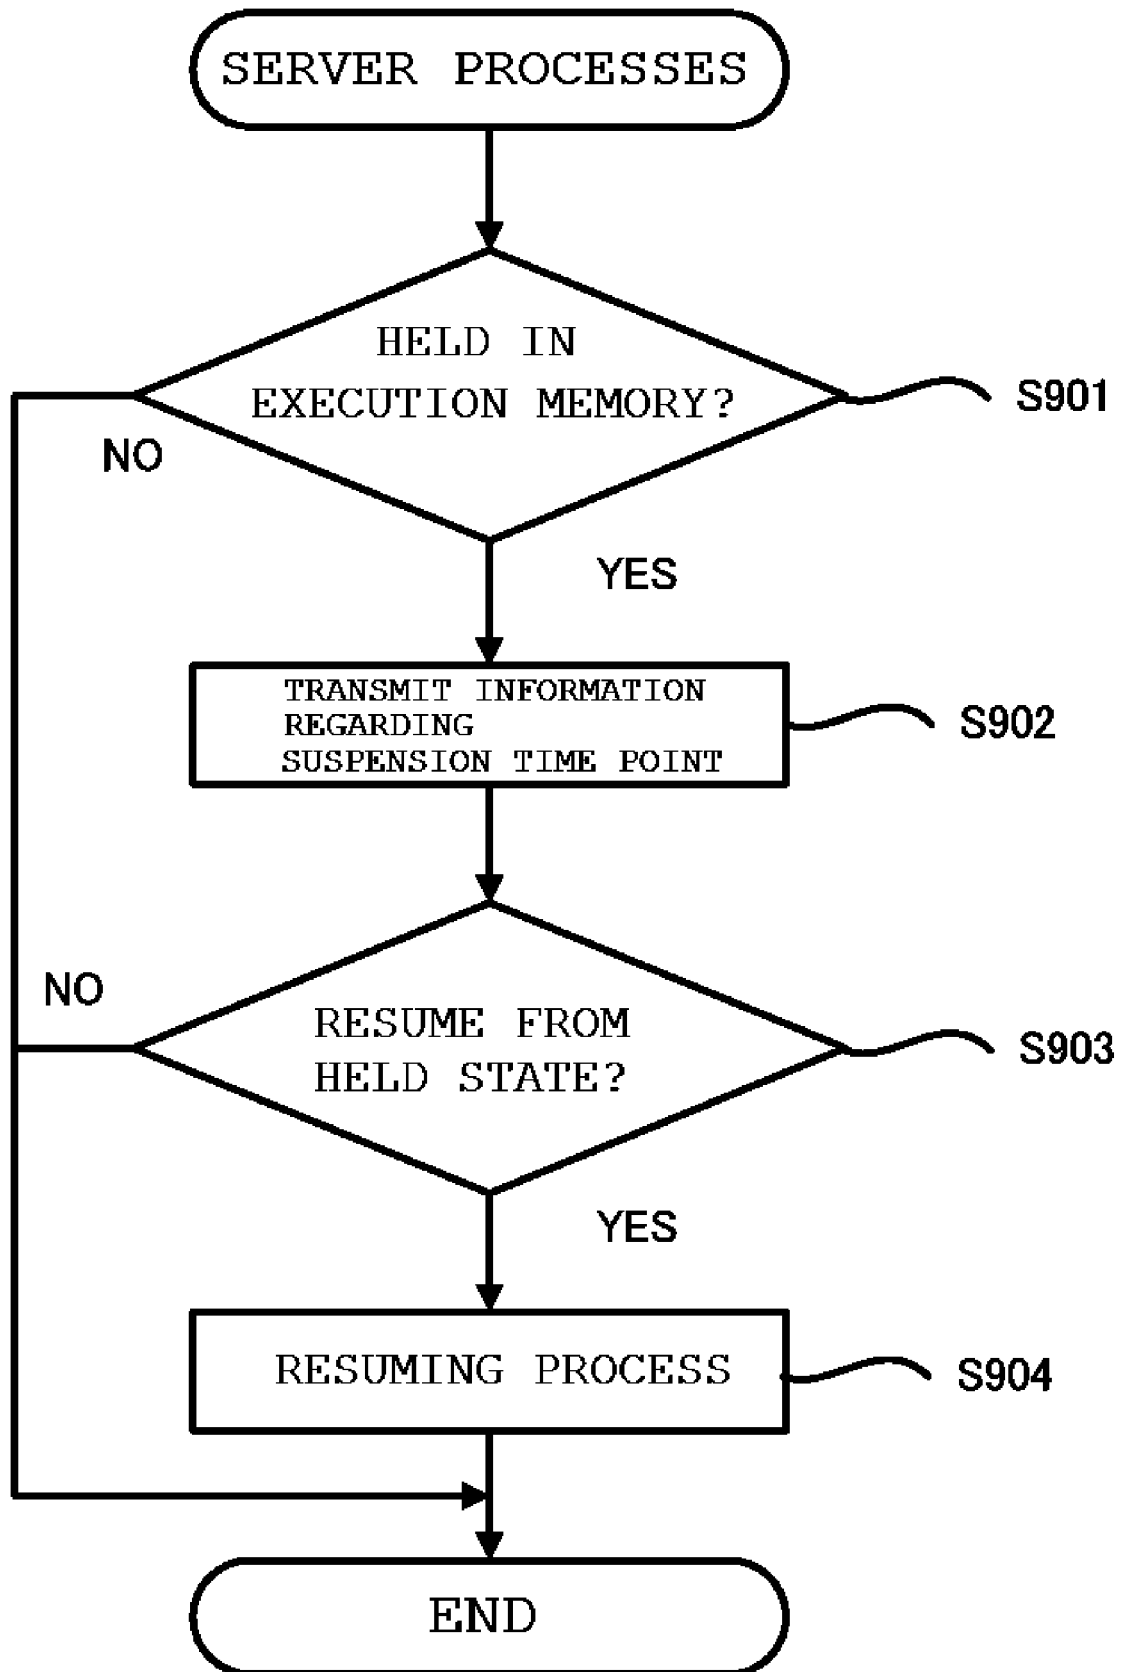 SERVER PROCESSES
HELD IN
EXECUTION MEMORY?
S901
NO
YES
TRANSMIT INFORMATION
REGARDING
SUSPENSION TIME POINT
S902
NO
RESUME FROM
HELD STATE?
S903
YES
RESUMING PROCESS
S904
END